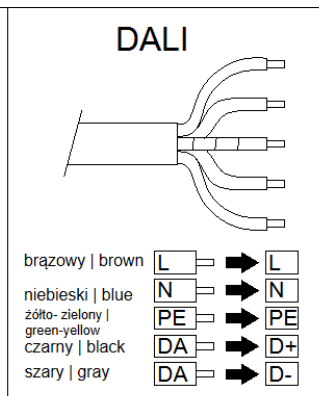 DALI
brązowy | brown L L
niebieski | blue N N
żółto- zielony |
green-yellow PE PE
czarny | black DA D+
szary | gray DA D-